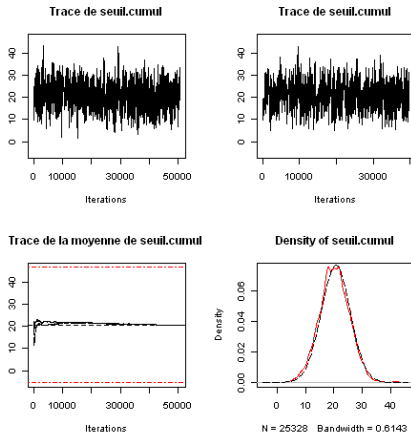 Trace de seuil.cumul
40
30
20
10
0
0 10000 30000 50000
Iterations
Trace de seuil.cumul
40
30
20
10
0
0 10000 30000
Iterations
Trace de la moyenne de seuil.cumul
40
30
20
10
0
0 10000 30000 50000
Iterations
Density of seuil.cumul
Density
0.06
0.04
0.02
0.00
0 20 40
N = 25328 Bandwidth = 0.6143